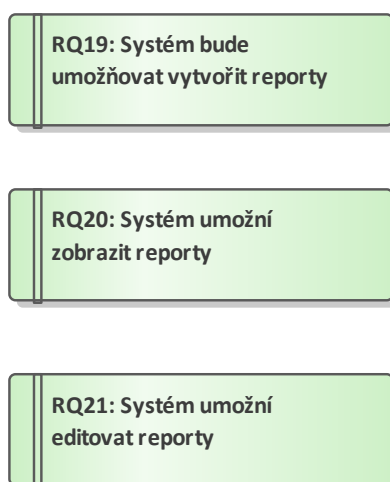 RQ19: Systém bude
umožňovat vytvořit reporty
RQ20: Systém umožní
zobrazit reporty
RQ21: Systém umožní
editovat reporty